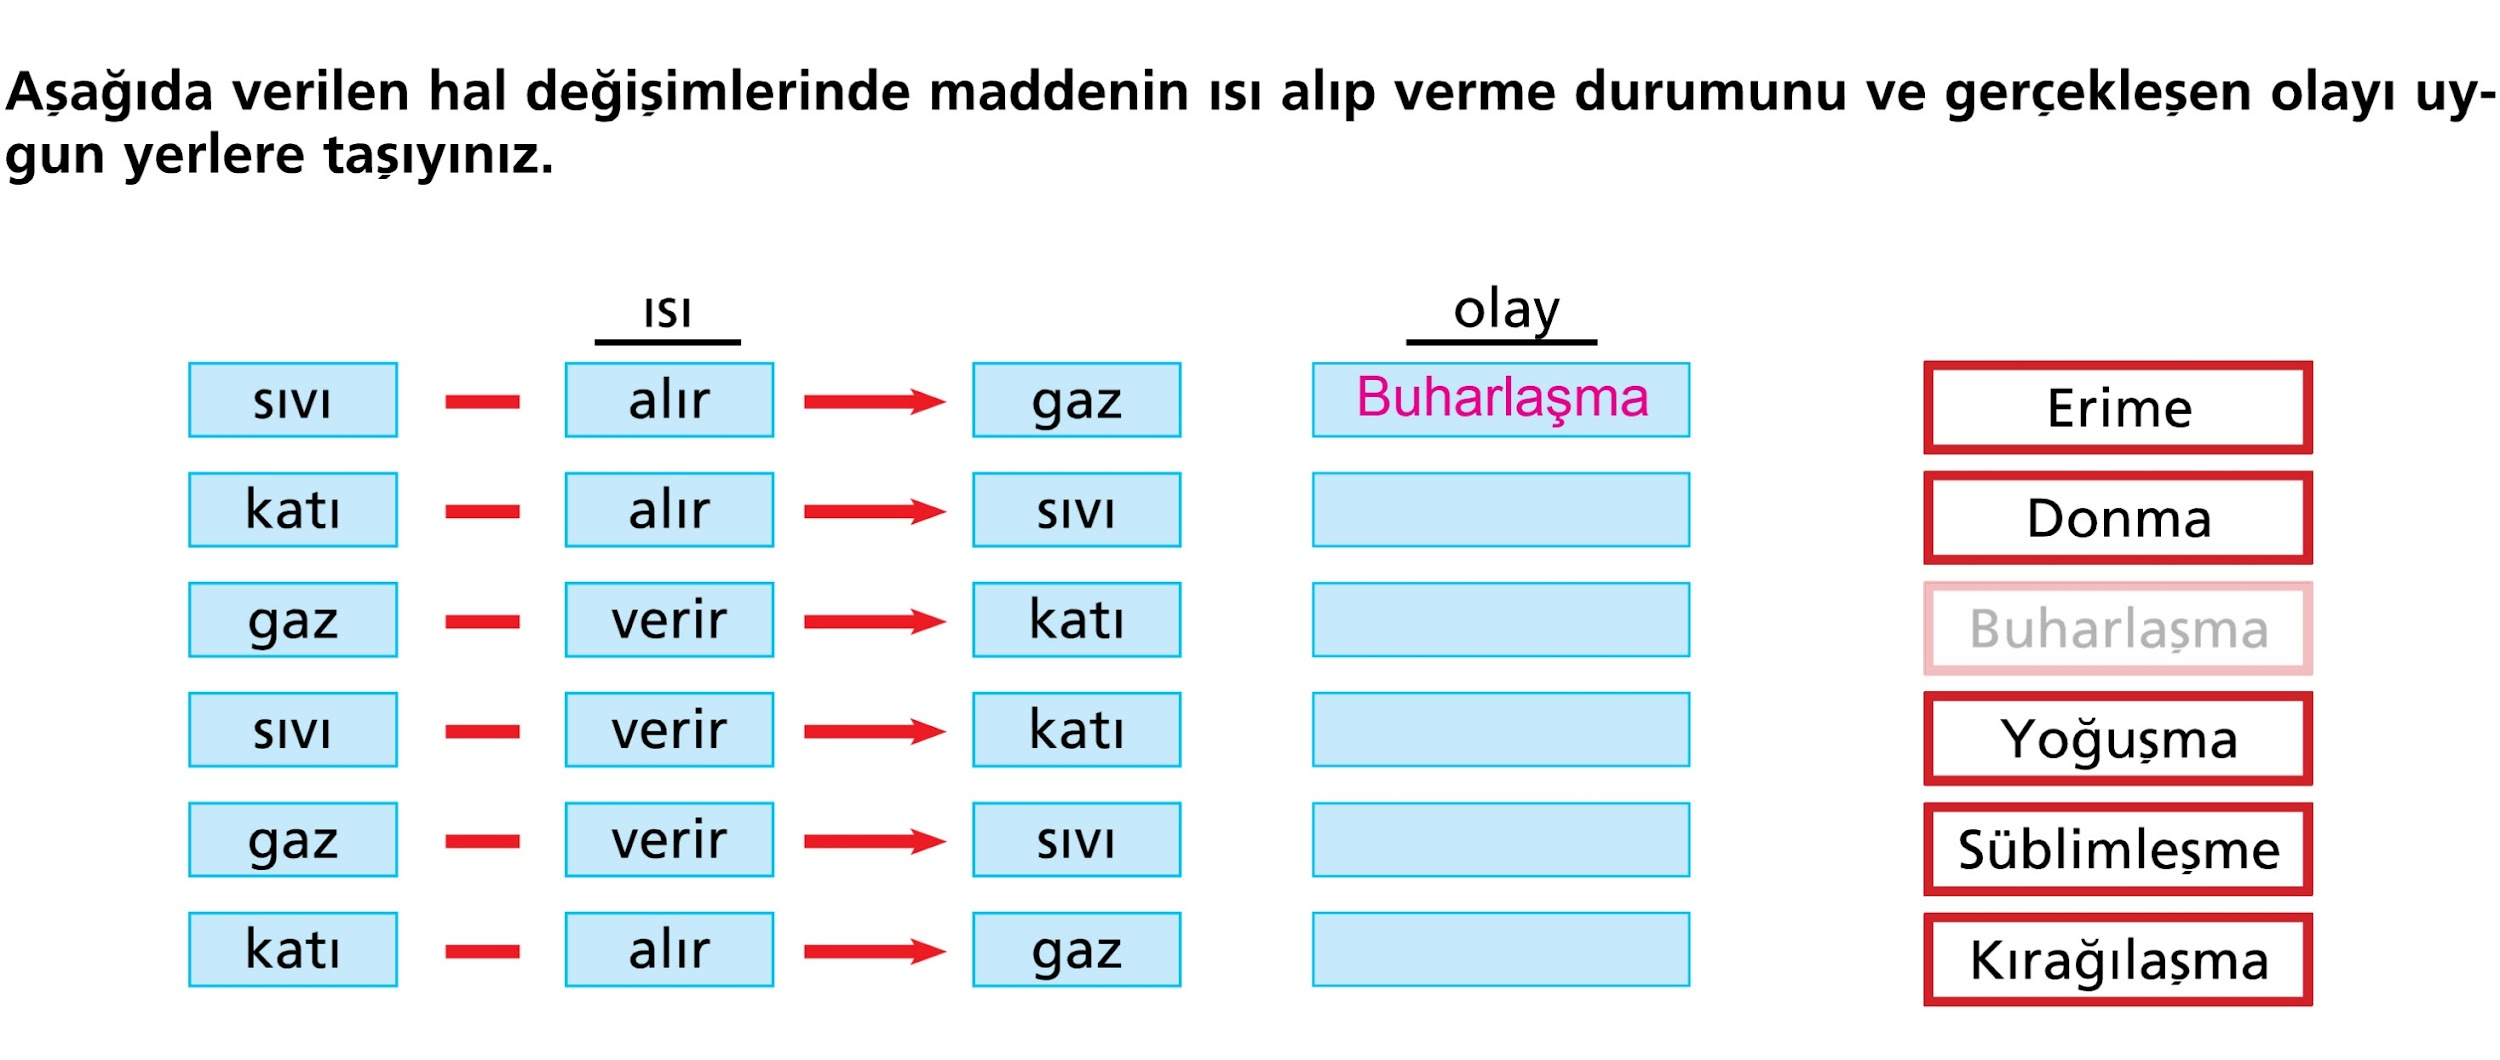 Aşağıda verilen hal değişimlerinde maddenin ısı alıp verme durumunu ve gerçekleşen olayı uy-
gun yerlere taşıyınız.
ısı olay
sıvı alır gaz Buharlaşma Erime
katı alır sıvı Donma
gaz verir katı Buharlaşma
sıvı verir katı Yoğuşma
gaz verir sıvı Süblimleşme
katı alır gaz Kırağılaşma